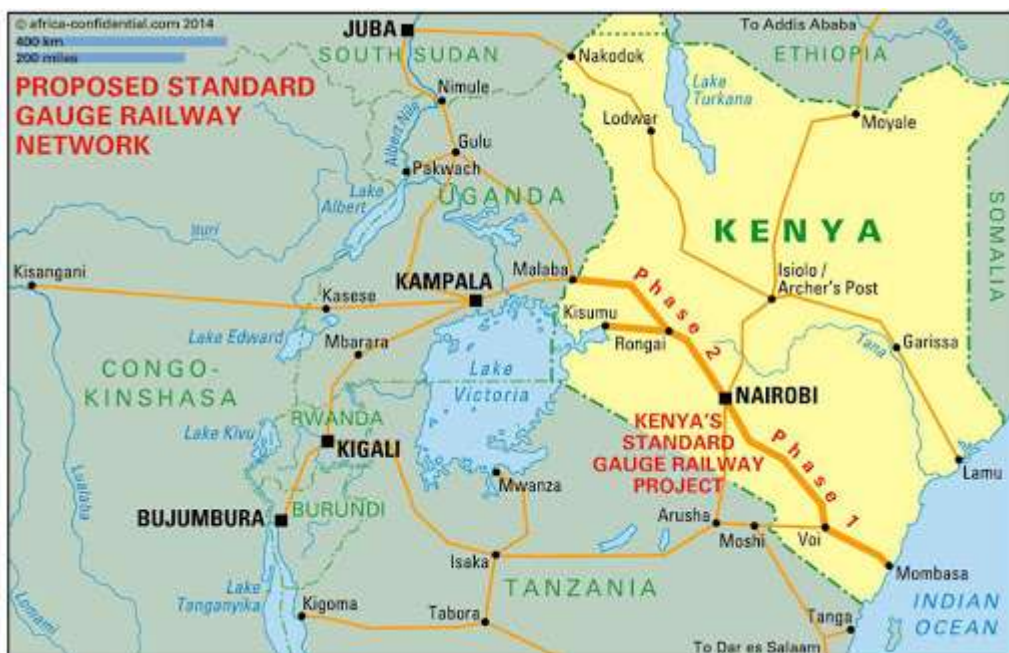 © africa-confidential.com 2014
400 km
200 miles
PROPOSED STANDARD
GAUGE RAILWAY
NETWORK
JUBA
SOUTH SUDAN
Nakodok
To Addis Ababa
ETHIOPIA
Dawa
Nimule
Lake
Turkana
Albert Nile
Gulu
Lodwar
Moyale
Pakwach
Lake
Albert
UGANDA
KENYA
SOMALIA
Ituri
Kisangani
KAMPALA
Malaba
Phase 2
Isiolo /
Archer's Post
Kasese
Kisumu
Rongai
Lake Edward
Mbarara
Tana
Garissa
CONGO-
KINSHASA
Lake
Victoria
NAIROBI
RWANDA
Lake Kivu
KIGALI
KENYA'S
STANDARD
GAUGE RAILWAY
PROJECT
Phase 1
Lamu
Lualaba
Mwanza
BUJUMBURA
BURUNDI
Arusha
Moshi
Voi
Isaka
Mombasa
TANZANIA
Lake
Tanganyika
Kigoma
Tabora
Tanga
INDIAN
OCEAN
Lomami
To Dar es Salaam